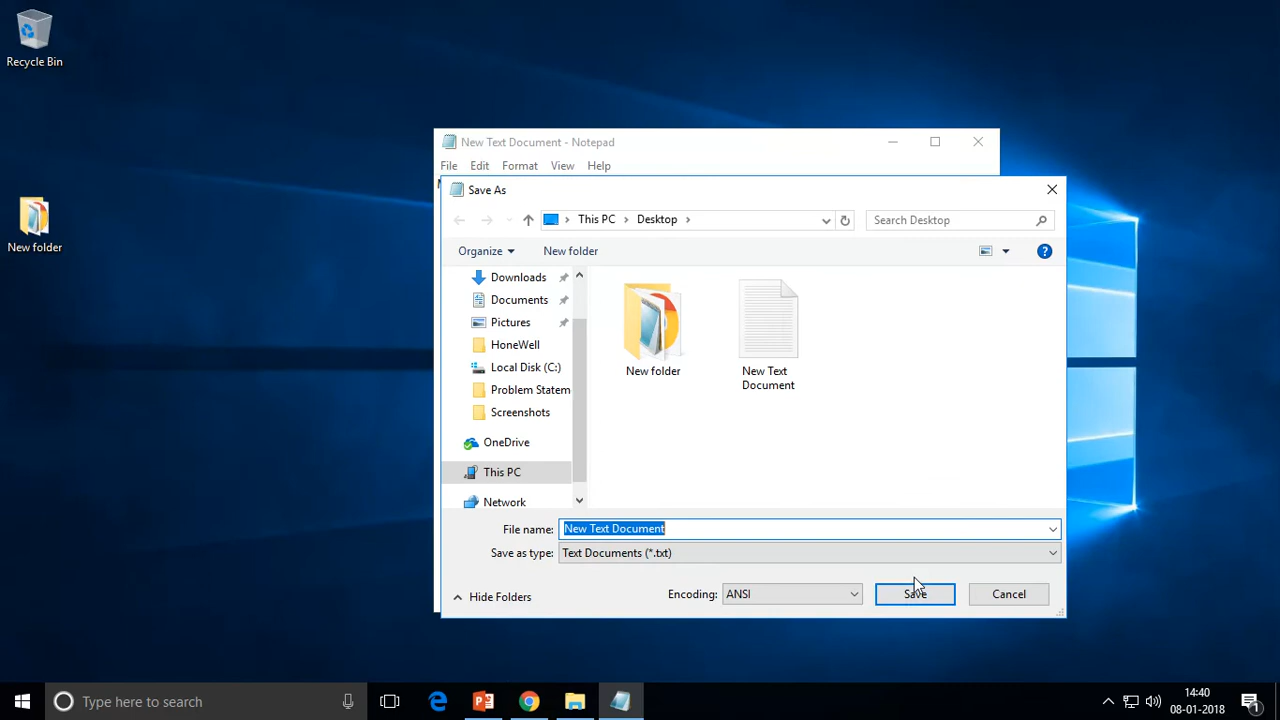 Recycle Bin
New folder
New Text Document - Notepad
File Edit Format View Help
Save As
This PC Desktop
Search Desktop
Organize New folder
Downloads
Documents
Pictures
HoneWell
Local Disk (C:)
Problem Statem
Screenshots
OneDrive
This PC
Network
New folder
New Text
Document
File name: New Text Document
Save as type: Text Documents (*.txt)
Hide Folders
Encoding: ANSI
Save
Cancel
Type here to search
14:40
08-01-2018
1